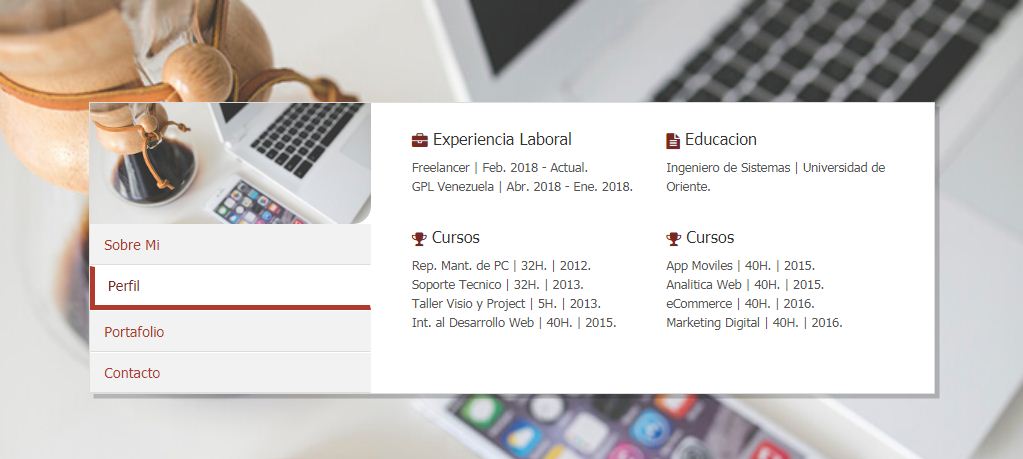 Sobre Mi
Perfil
Portafolio
Contacto
Experiencia Laboral
Freelancer | Feb. 2018 - Actual.
GPL Venezuela | Abr. 2018 - Ene. 2018.
Educacion
Ingeniero de Sistemas | Universidad de
Oriente.
Cursos
Rep. Mant. de PC | 32H. | 2012.
Soporte Tecnico | 32H. | 2013.
Taller Visio y Project | 5H. | 2013.
Int. al Desarrollo Web | 40H. | 2015.
Cursos
App Moviles | 40H. | 2015.
Analitica Web | 40H. | 2015.
eCommerce | 40H. | 2016.
Marketing Digital | 40H. | 2016.